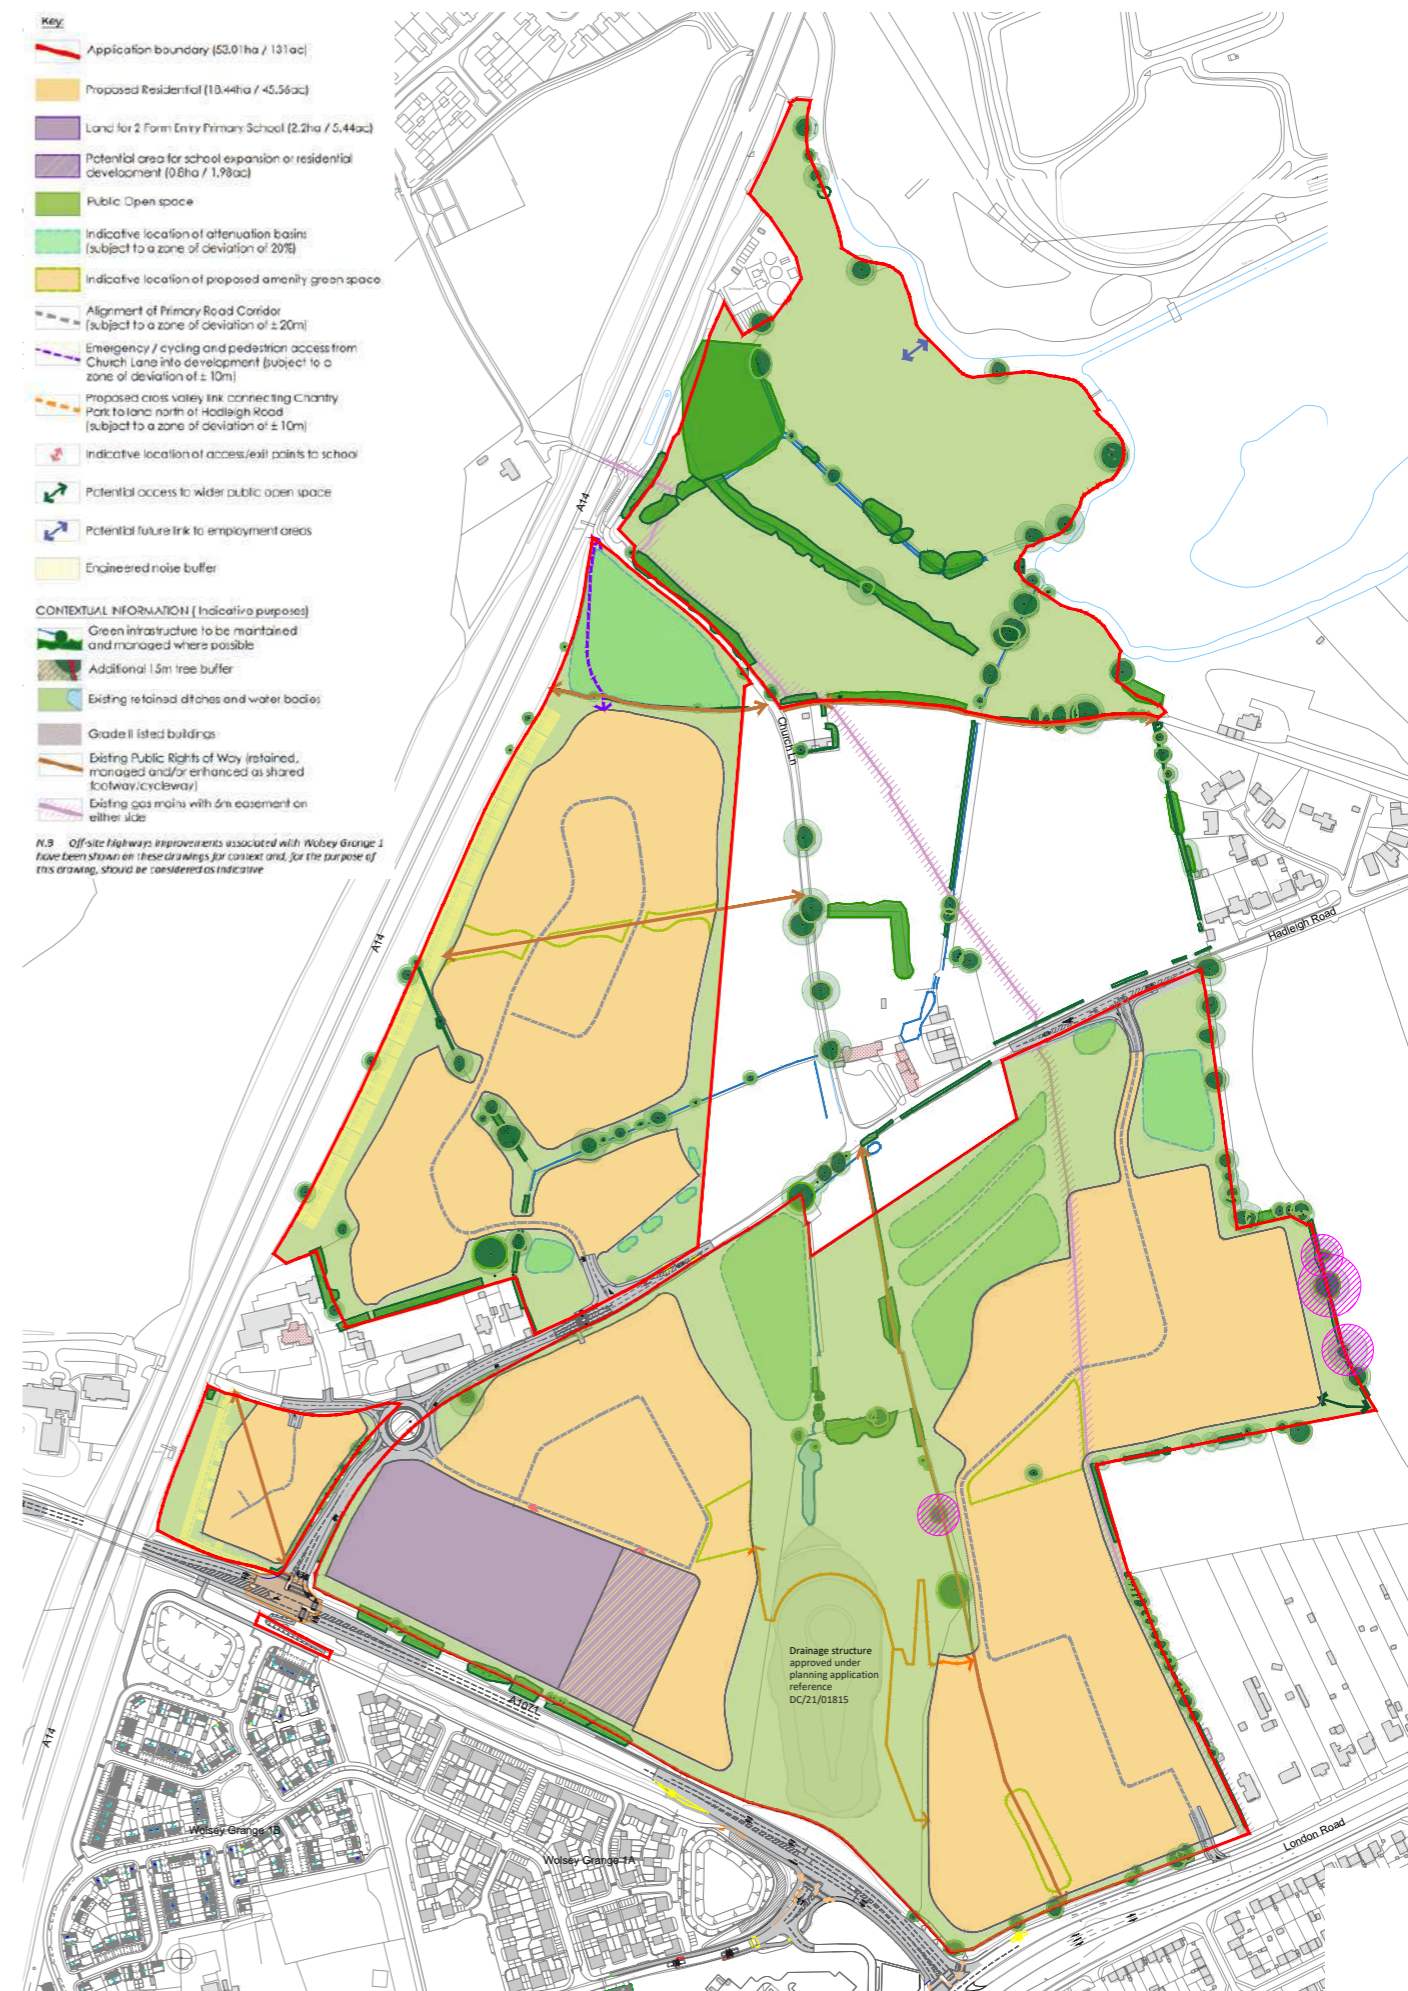 Key:
Application boundary (53.01ha / 131ac)
Proposed Residential (18.44ha / 45.56ac)
Land for 2 Form Entry Primary School (2.2ha / 5.44ac)
Potential area for school expansion or residential
development (0.8ha / 1.98ac)
Public Open space
Indicative location of attenuation basins
(subject to a zone of deviation of 20%)
Indicative location of proposed amenity green space
Alignment of Primary Road Corridor
(subject to a zone of deviation of ± 20m)
Emergency / cycling and pedestrian access from
Church Lane into development (subject to a
zone of deviation of ± 10m)
Proposed cross valley link connecting Chantry
Park to land north of Hadleigh Road
(subject to a zone of deviation of ± 10m)
Indicative location of access/exit points to school
Potential access to wider public open space
Potential future link to employment areas
Engineered noise buffer
CONTEXTUAL INFORMATION ( Indicative purposes)
Green infrastructure to be maintained
and managed where possible
Additional 15m tree buffer
Existing retained ditches and water bodies
Grade II listed buildings
Existing Public Rights of Way (retained,
managed and/or enhanced as shared
footway/cycleway)
Existing gas mains with 6m easement on
either side
N.B Off-site highways improvements associated with Wolsey Grange 1
have been shown on these drawings for context and, for the purpose of
this drawing, should be considered as indicative
A14
Church Ln
A14
Hadleigh Road
Drainage structure
approved under
planning application
reference
DC/21/01815
A1071
A14
Wolsey Grange 1B
Wolsey Grange 1A
London Road